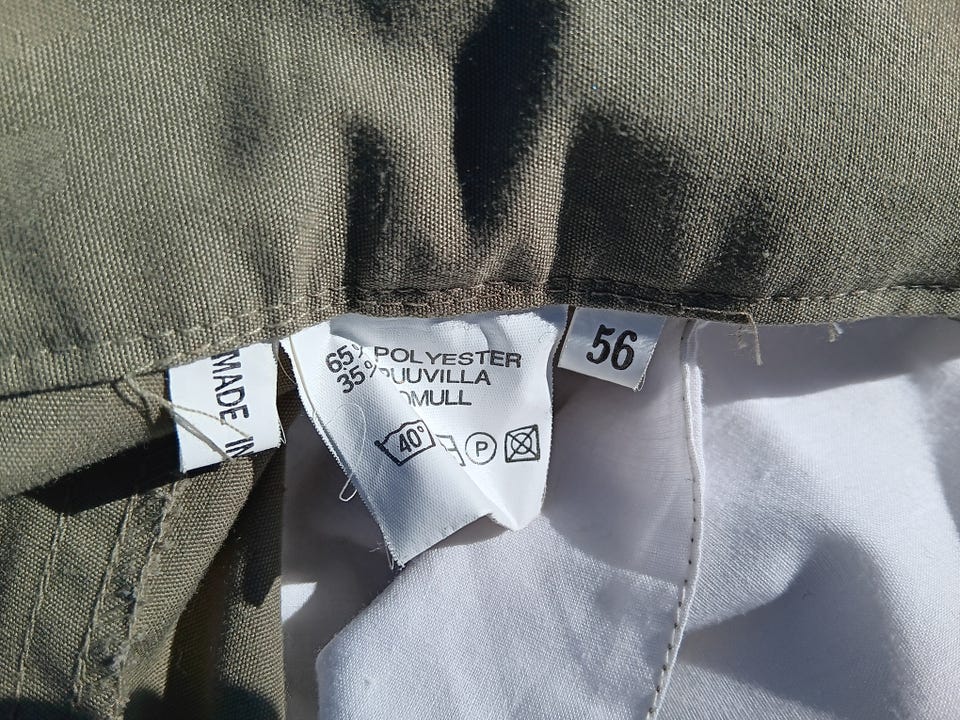 MADE IN
65% POLYESTER
35% PUUVILLA
OMULL
40°
P
56